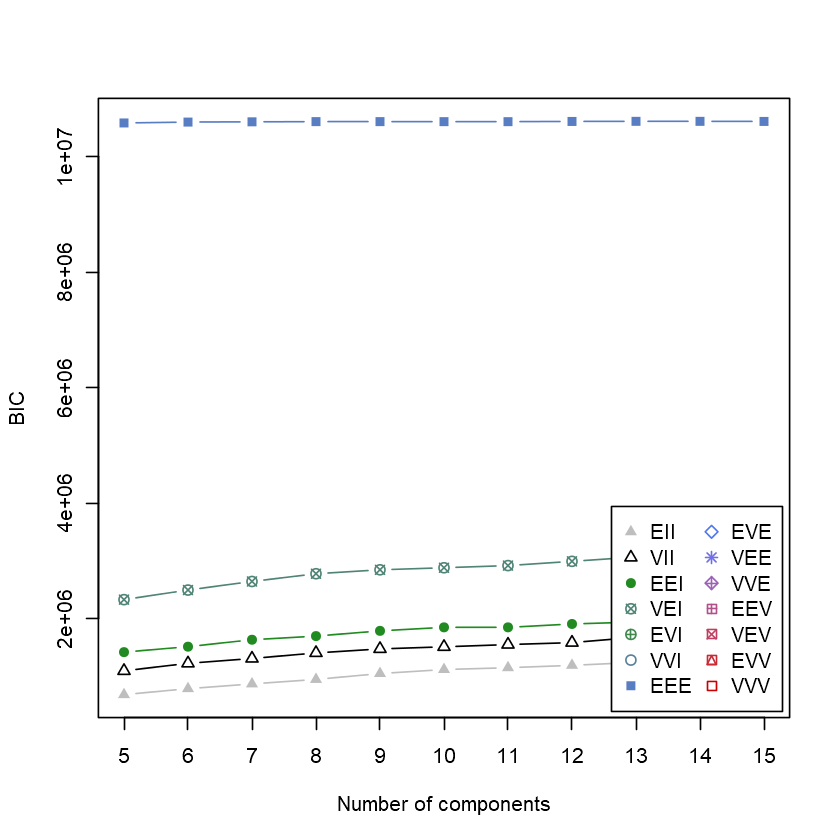 BIC
1e+07
8e+06
6e+06
4e+06
2e+06
EII EVE
VII VEE
EEI VVE
VEI EEV
EVI VEV
VVI EVV
EEE VVV
5 6 7 8 9 10 11 12 13 14 15
Number of components